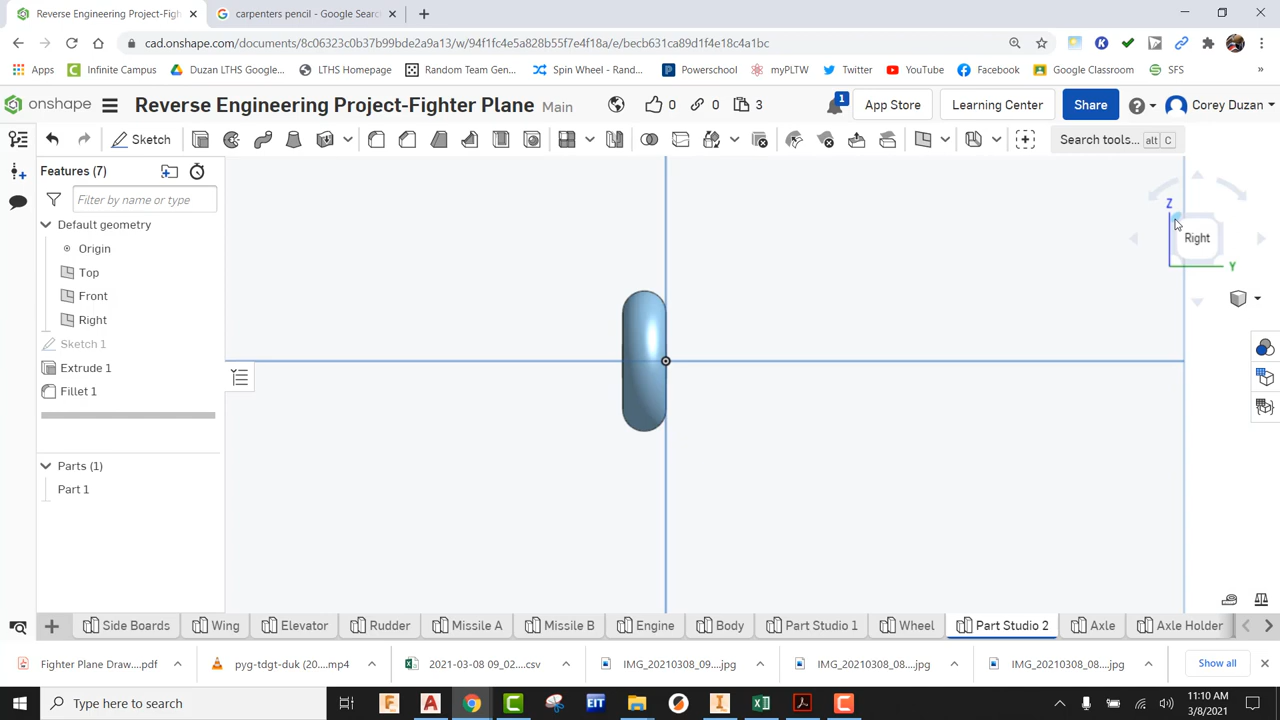 Reverse Engineering Project-Figh
carpenters pencil - Google Searc
cad.onshape.com/documents/8c06323c0b37b99bde2a9a13/w/94f1fc4e5a828b55f7e4f18a/e/becb631ca89d1f4e18c4a1bc
Apps Infinite Campus Duzan LTHS Google... LTHS Homepage Random Team Gen... Spin Wheel - Rand... Powerschool myPLTW Twitter YouTube Facebook Google Classroom SFS »
onshape Reverse Engineering Project-Fighter Plane Main 0 0 3 1 App Store Learning Center Share Corey Duzan
Sketch Search tools... alt C
Features (7)
Filter by name or type
Default geometry
Origin
Top
Front
Right
Sketch 1
Extrude 1
Fillet 1
Parts (1)
Part 1
Z
Right
Y
Side Boards Wing Elevator Rudder Missile A Missile B Engine Body Part Studio 1 Wheel Part Studio 2 Axle Axle Holder
Fighter Plane Draw....pdf pyg-tdgt-duk (20....mp4 2021-03-08 09_02....csv IMG_20210308_09....jpg IMG_20210308_08....jpg IMG_20210308_08....jpg Show all
Type here to search
EIT
11:10 AM
3/8/2021